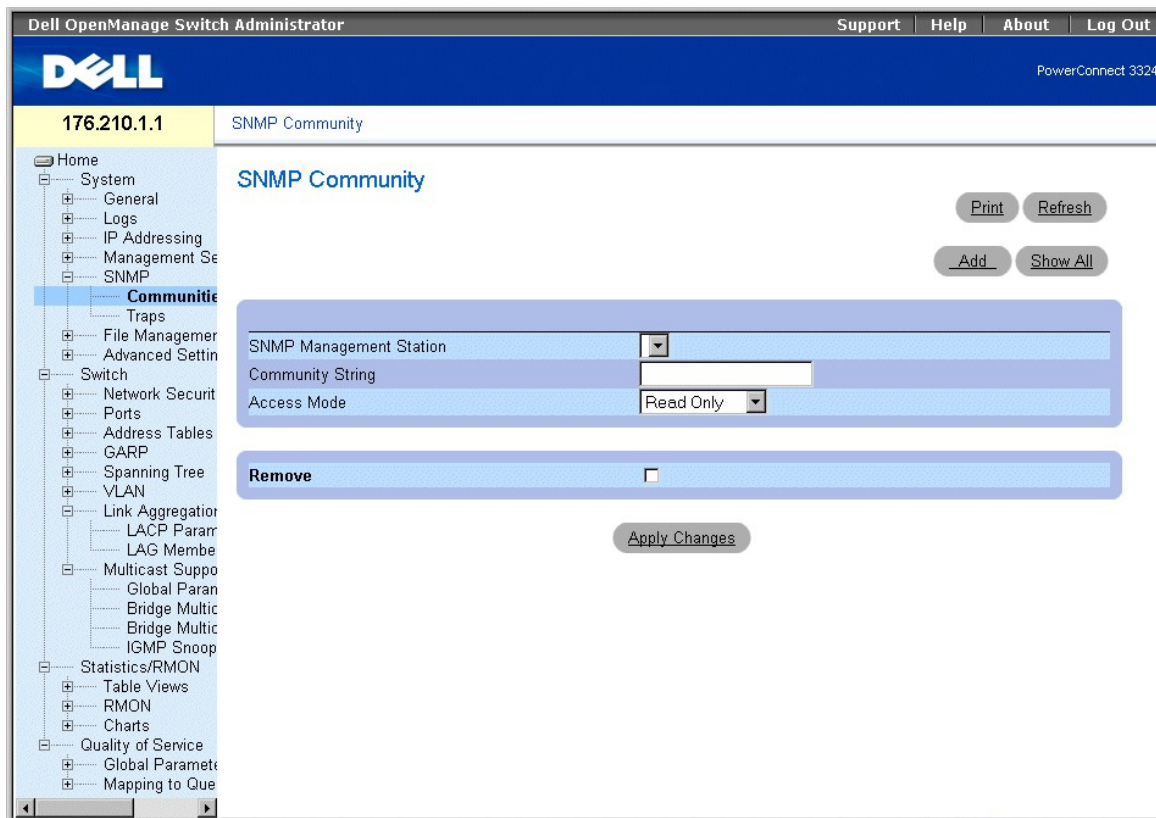 Dell OpenManage Switch Administrator Support Help About Log Out
DELL
PowerConnect 3324
176.210.1.1
SNMP Community
Home
System
General
Logs
IP Addressing
Management Se
SNMP
Communitie
Traps
File Managemer
Advanced Settin
Switch
Network Securit
Ports
Address Tables
GARP
Spanning Tree
VLAN
Link Aggregation
LACP Param
LAG Membe
Multicast Suppo
Global Paran
Bridge Multic
Bridge Multic
IGMP Snoop
Statistics/RMON
Table Views
RMON
Charts
Quality of Service
Global Paramete
Mapping to Que
SNMP Community
Print Refresh
Add Show All
SNMP Management Station
Community String
Access Mode Read Only
Remove
Apply Changes